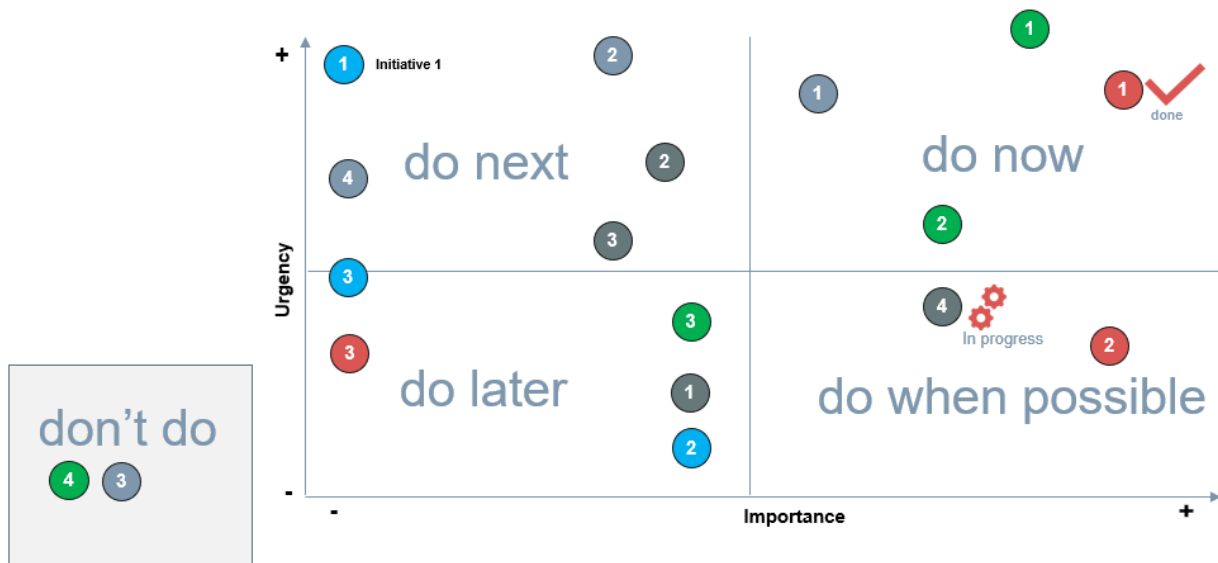 1
+
1
Initiative 1
2
1
1
done
2
do next
do now
4
3
2
Urgency
3
3
4
In progress
3
2
do later
1
do when possible
don't do
2
4
3
-
-
Importance
+